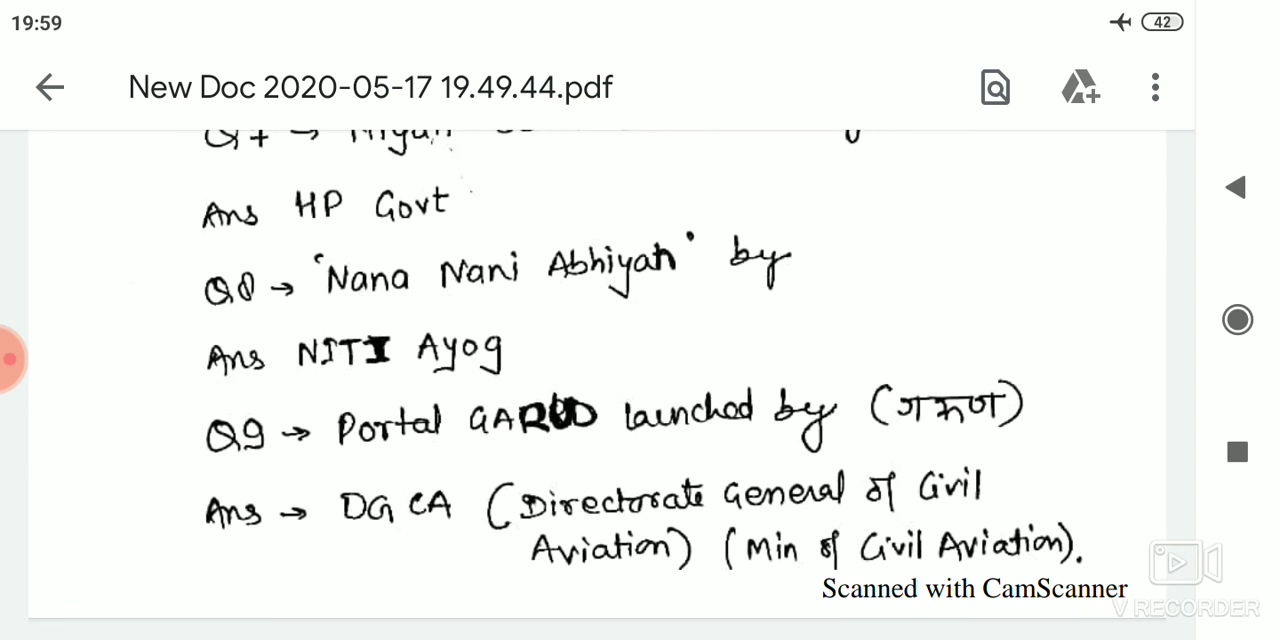 19:59
42
New Doc 2020-05-17 19.49.44.pdf
Ans HP Govt
Q8 → 'Nana Nani Abhiyan' by
Ans NITI Ayog
Q9 → Portal GARUD launched by (गरुण)
Ans → DGCA (Directorate General of Civil
Aviation) (Min of Civil Aviation).
Scanned with CamScanner
V RECORDER